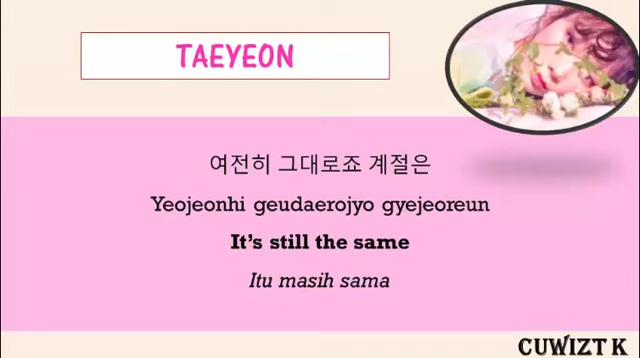 TAEYEON
여전히 그대로죠 계절은
Yeojeonhi geudaerojyo gyejeoreun
It's still the same
Itu masih sama
CUWIZT K